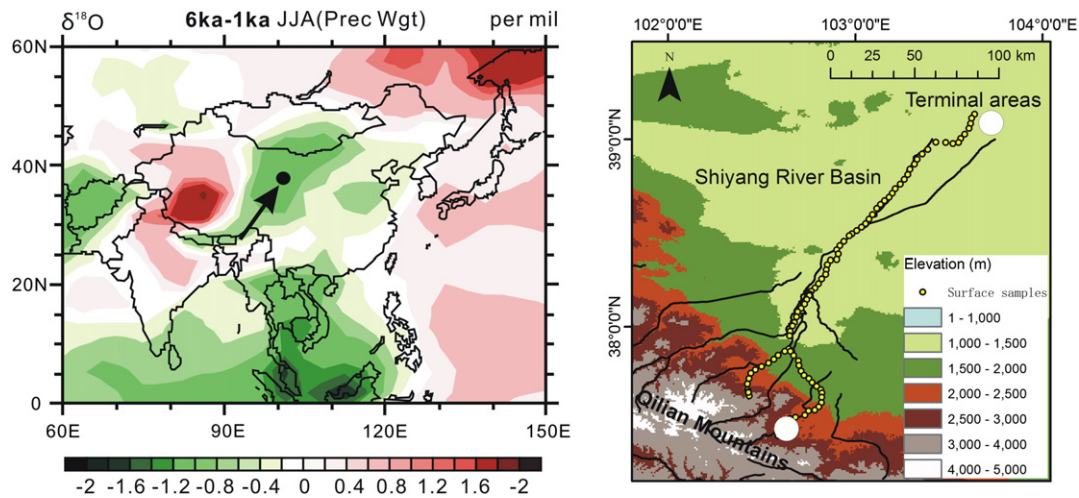 δ18O 6ka-1ka JJA(Prec Wgt) per mil
60N
40N
20N
0
60E 90E 120E 150E
-2 -1.6 -1.2 -0.8 -0.4 0 0.4 0.8 1.2 1.6 -2
102°0'0"E 103°0'0"E 104°0'0"E
N
0 25 50 100 km
Terminal areas
39°0'0"N
Shiyang River Basin
38°0'0"N
Qilian Mountains
Elevation (m)
Surface samples
1 - 1,000
1,000 - 1,500
1,500 - 2,000
2,000 - 2,500
2,500 - 3,000
3,000 - 4,000
4,000 - 5,000